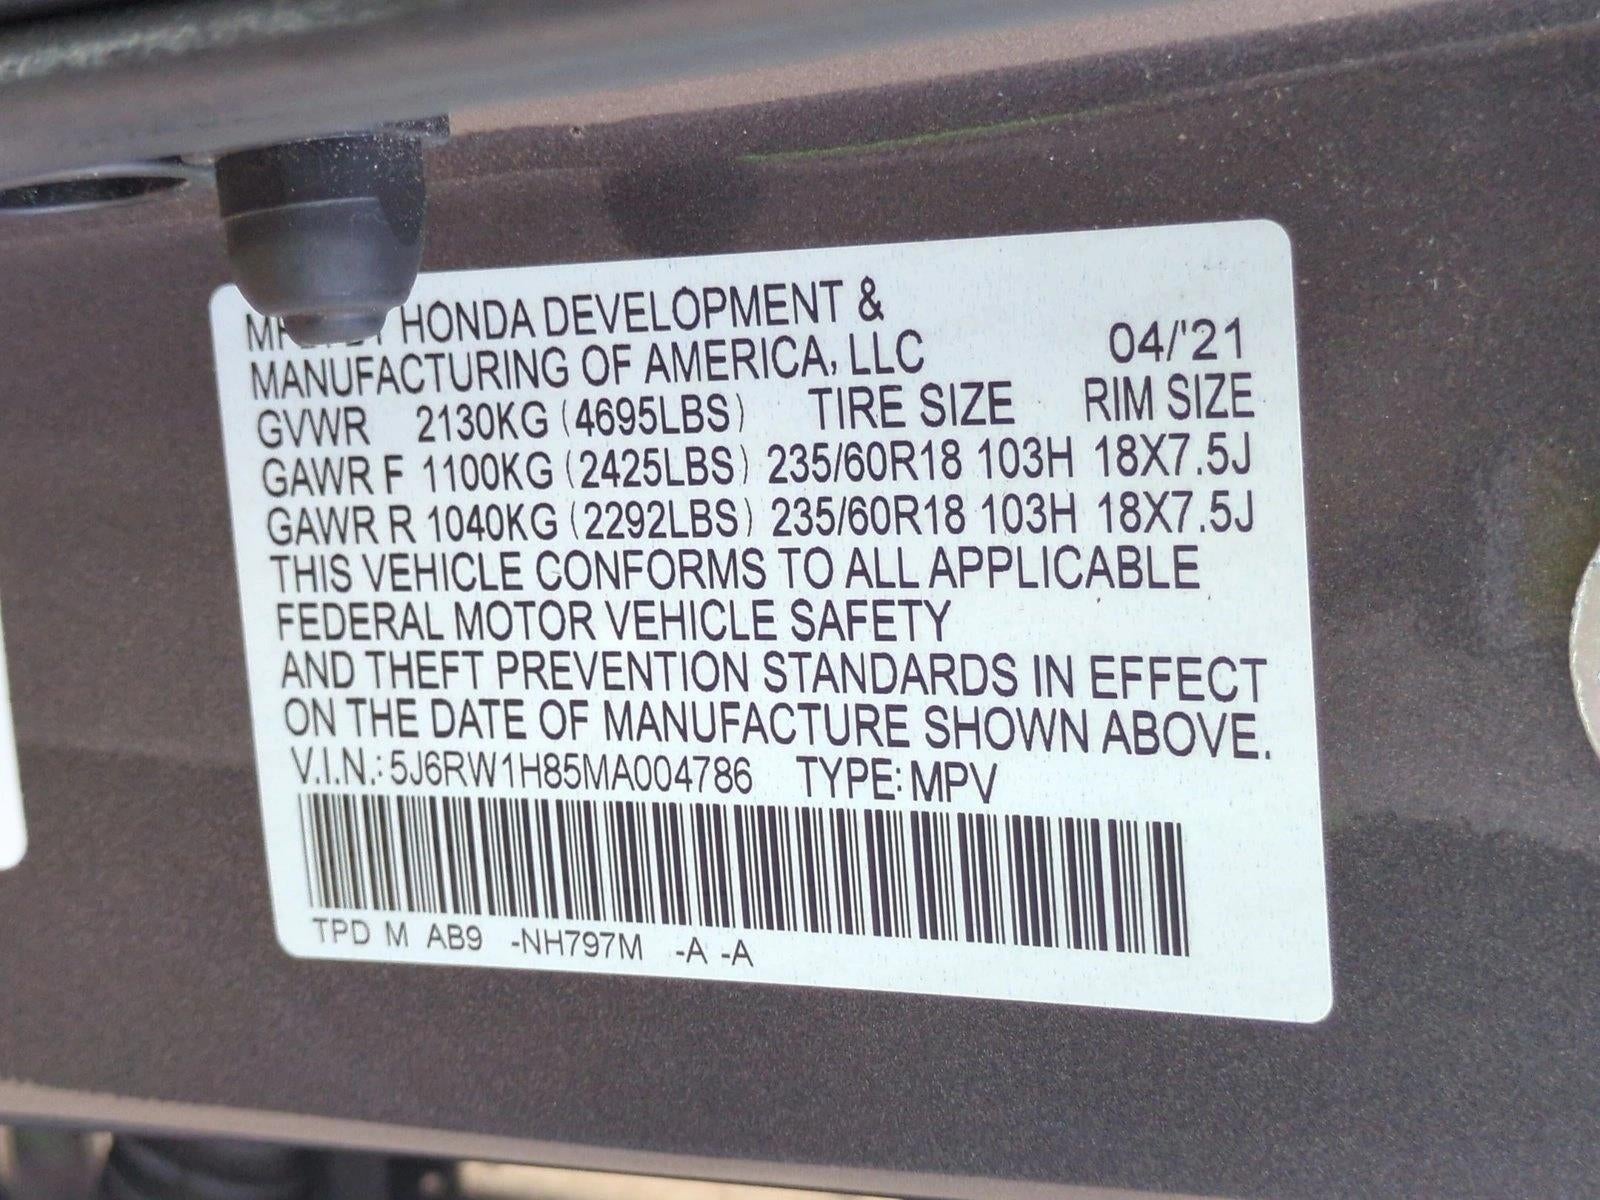 HONDA DEVELOPMENT &
MANUFACTURING OF AMERICA, LLC 04/'21
GVWR 2130KG (4695LBS) TIRE SIZE RIM SIZE
GAWR F 1100KG (2425LBS) 235/60R18 103H 18X7.5J
GAWR R 1040KG (2292LBS) 235/60R18 103H 18X7.5J
THIS VEHICLE CONFORMS TO ALL APPLICABLE
FEDERAL MOTOR VEHICLE SAFETY
AND THEFT PREVENTION STANDARDS IN EFFECT
ON THE DATE OF MANUFACTURE SHOWN ABOVE.
V.I.N.: 5J6RW1H85MA004786 TYPE: MPV
TPD M AB9 -NH797M -A -A